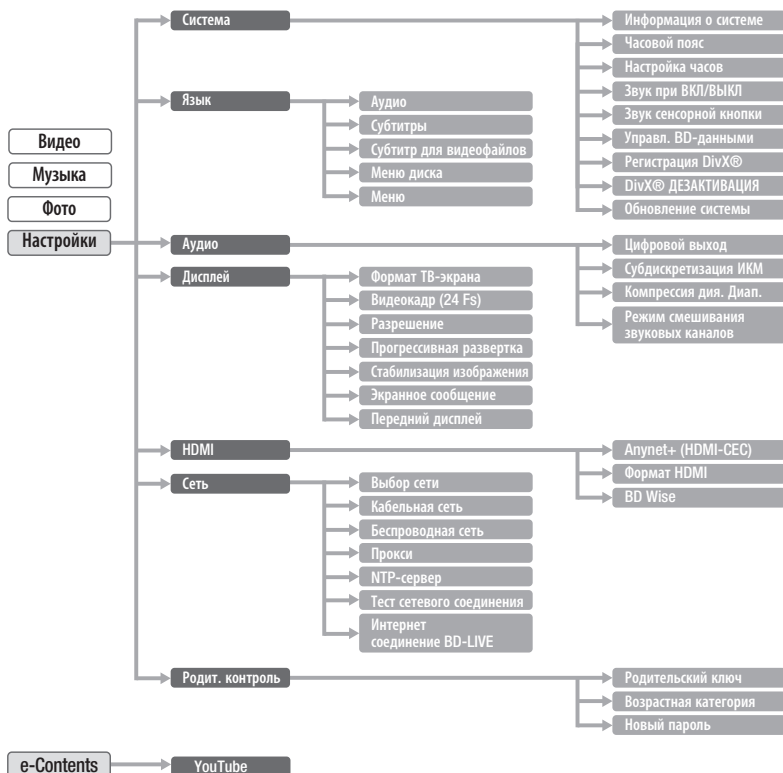 Видео
Музыка
Фото
Настройки
Система
Информация о системе
Часовой пояс
Настройка часов
Звук при ВКЛ/ВЫКЛ
Звук сенсорной кнопки
Управл. BD-данными
Регистрация DivX®
DivX® ДЕЗАКТИВАЦИЯ
Обновление системы
Язык
Аудио
Субтитры
Субтитр для видеофайлов
Меню диска
Меню
Аудио
Цифровой выход
Субдискретизация ИКМ
Компрессия дия. Диап.
Режим смешивания
звуковых каналов
Дисплей
Формат ТВ-экрана
Видеокадр (24 Fs)
Разрешение
Прогрессивная развертка
Стабилизация изображения
Экранное сообщение
Передний дисплей
HDMI
Anynet+ (HDMI-CEC)
Формат HDMI
BD Wise
Сеть
Выбор сети
Кабельная сеть
Беспроводная сеть
Прокси
NTP-сервер
Тест сетевого соединения
Интернет
соединение BD-LIVE
Родит. контроль
Родительский ключ
Возрастная категория
Новый пароль
e-Contents
YouTube